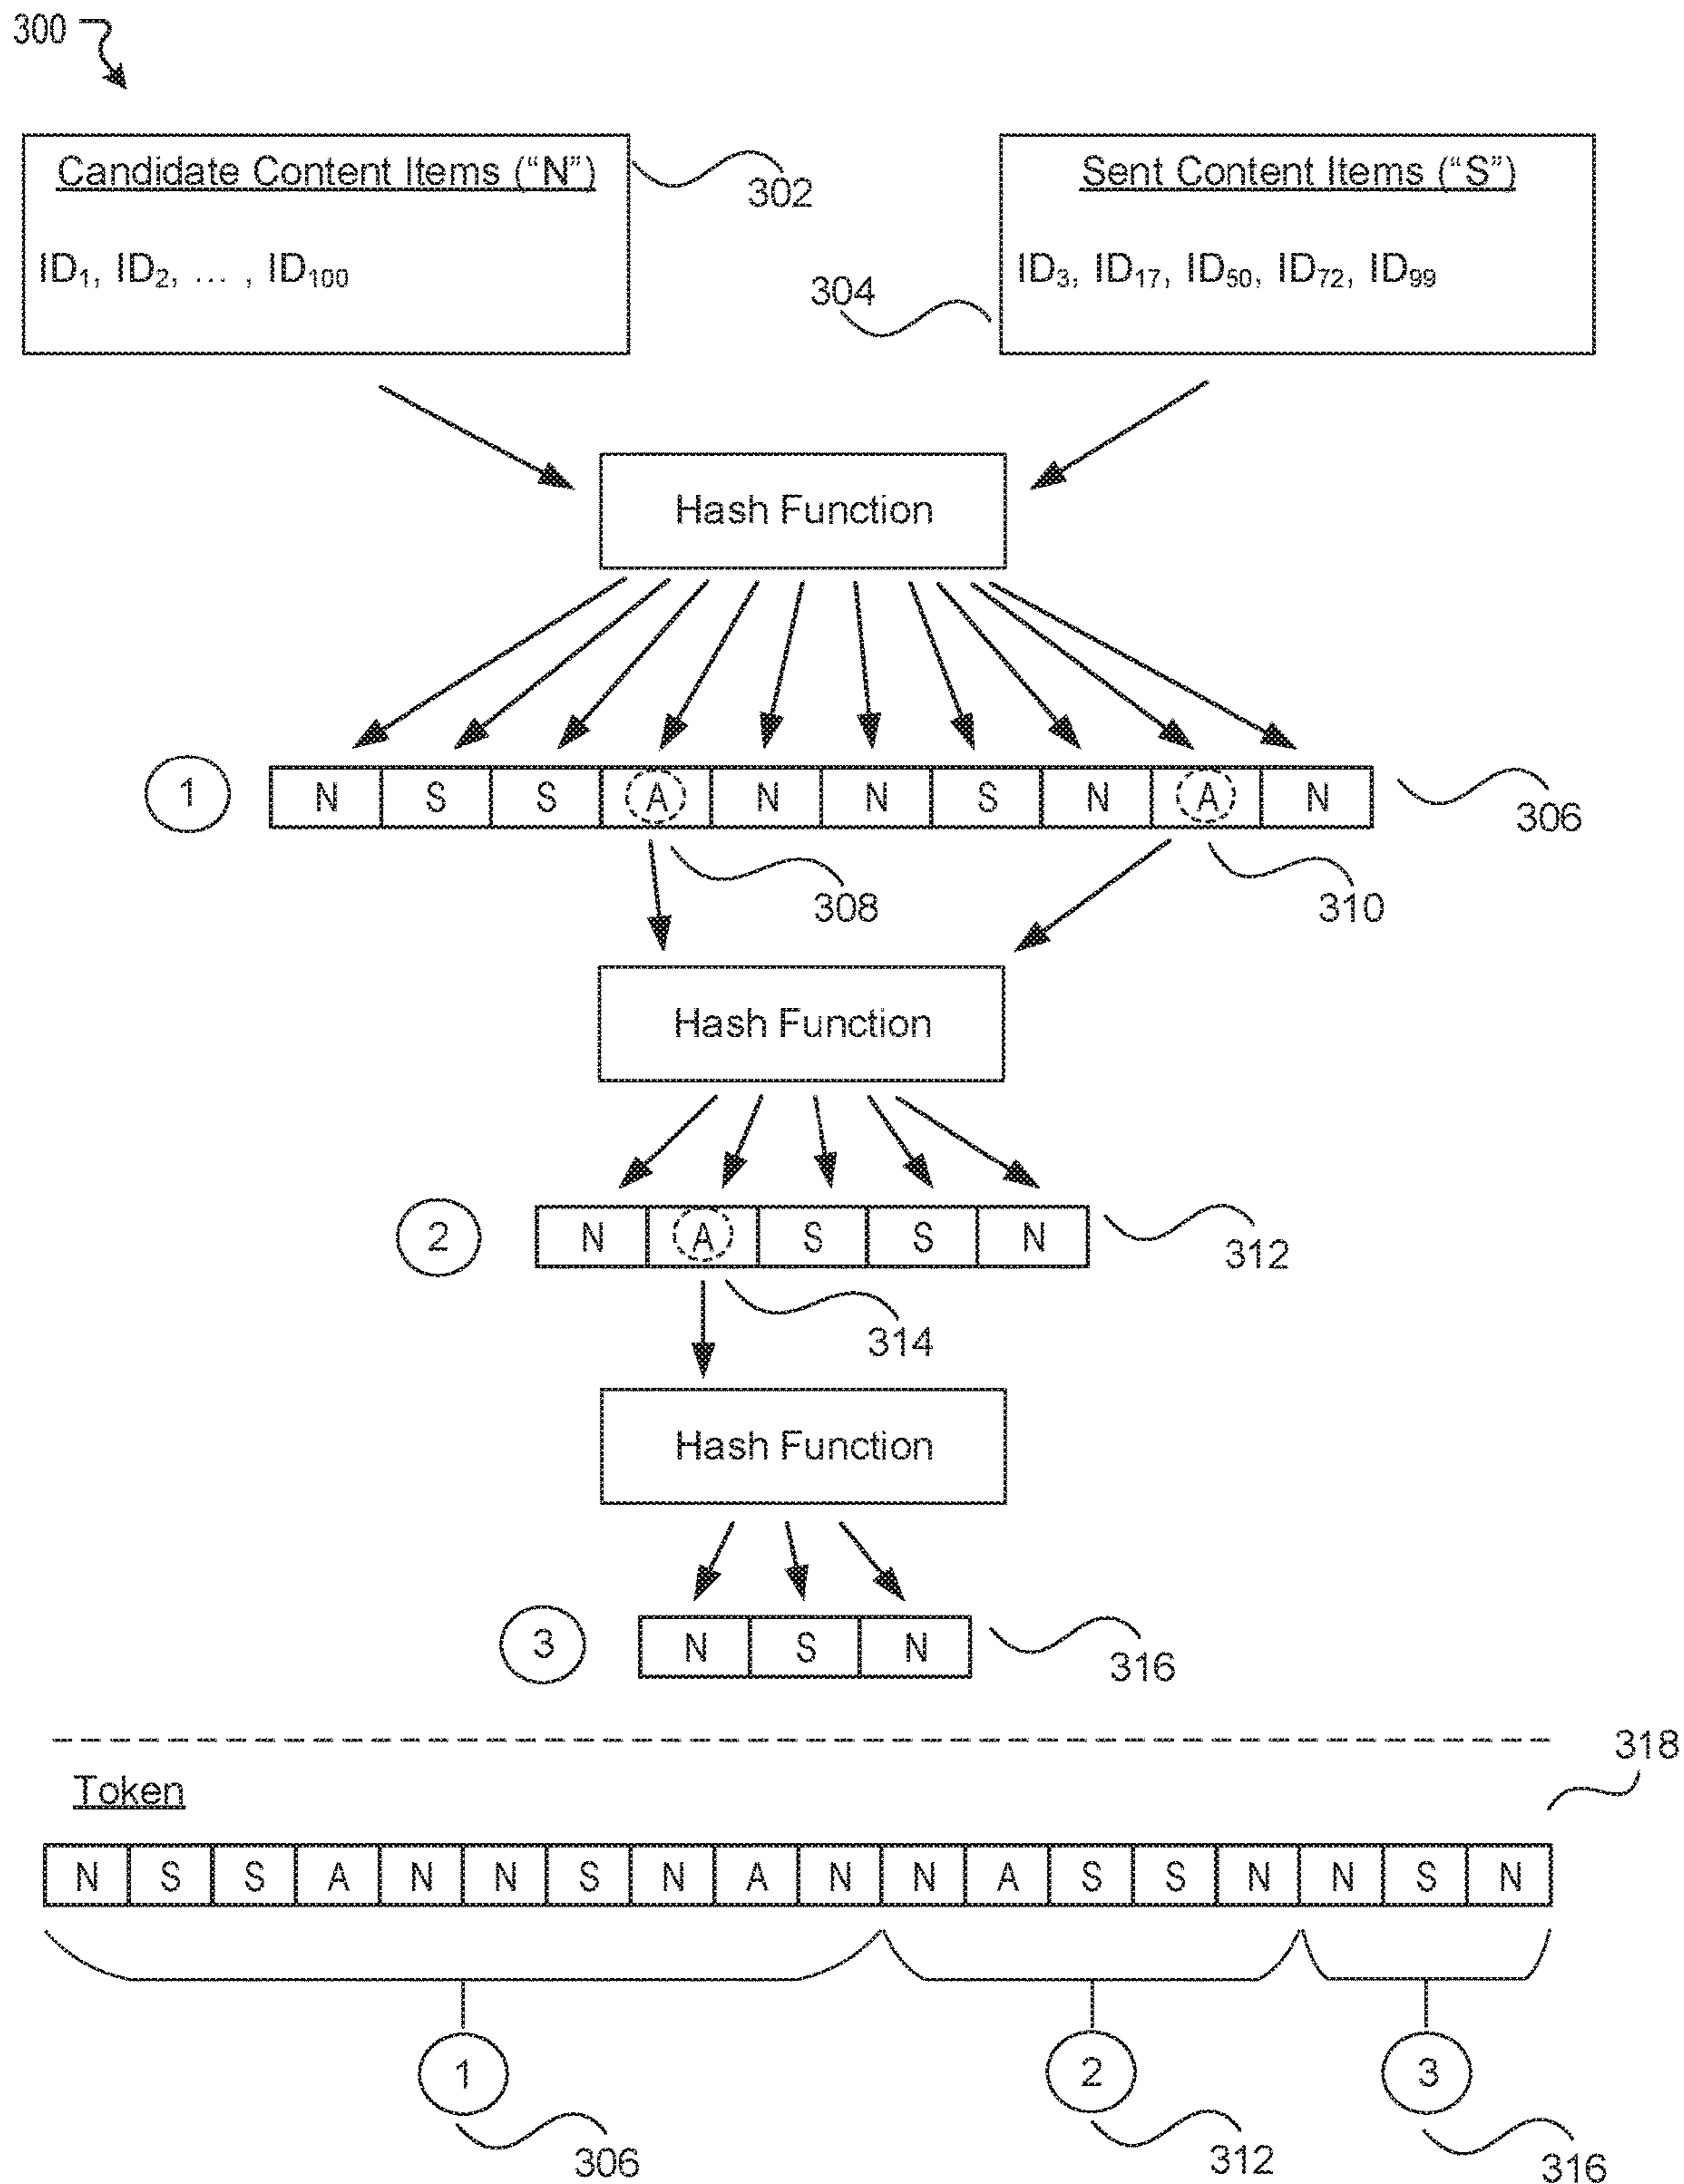 300
Candidate Content Items (“N”)
ID1, ID2, ... , ID100
302
Sent Content Items (“S”)
ID3, ID17, ID50, ID72, ID99
304
Hash Function
1
N S S A N N S N A N
306
308
310
Hash Function
2
N A S S N
312
314
Hash Function
3
N S N
316
318
Token
N S S A N N S N A N N A S S N N S N
1
2
3
306
312
316